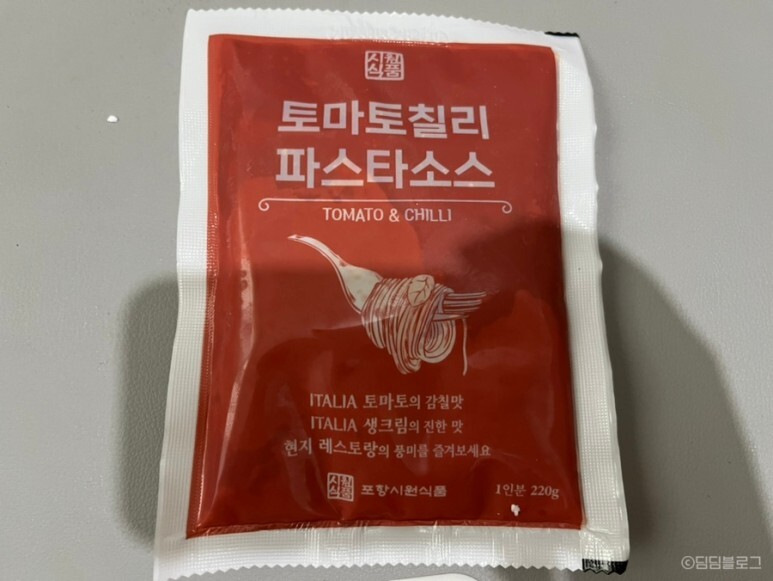 시원
식품
토마토칠리
파스타소스
TOMATO & CHILLI
ITALIA 토마토의 감칠맛
ITALIA 생크림의 진한 맛
현지 레스토랑의 풍미를 즐겨보세요
시원
식품 포항시원식품
1인분 220g
©딤딤블로그